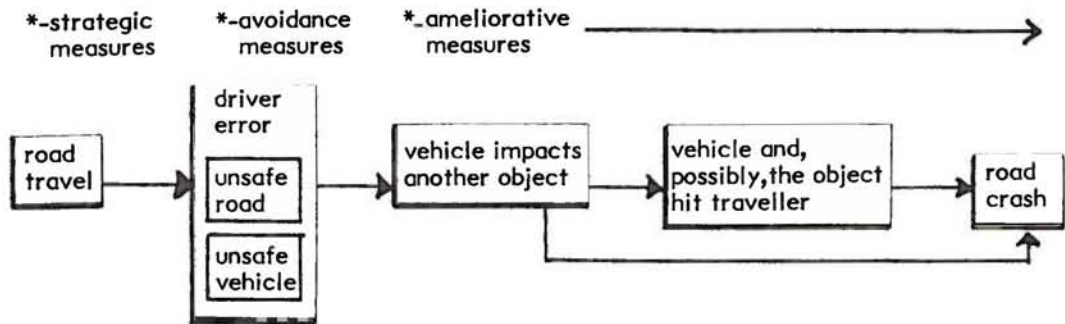 *-strategic
measures
*-avoidance
measures
*-ameliorative
measures
road
travel
driver
error
unsafe
road
unsafe
vehicle
vehicle impacts
another object
vehicle and,
possibly, the object
hit traveller
road
crash